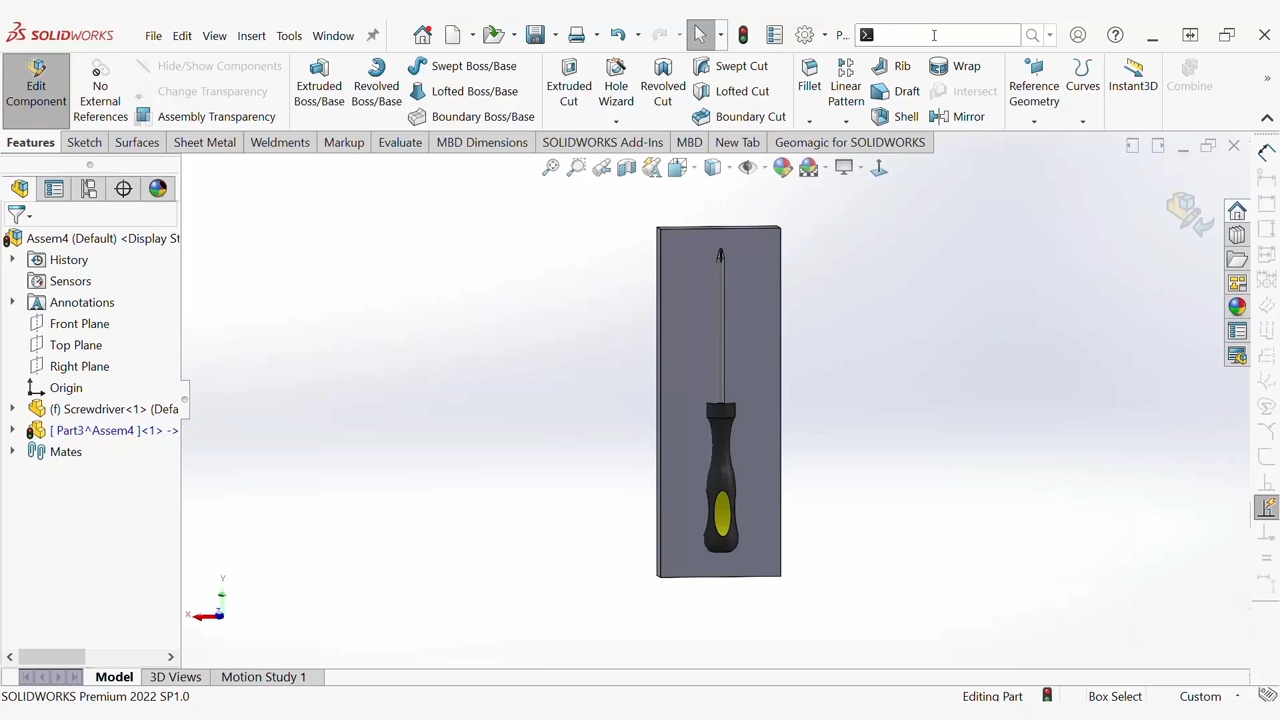 SOLIDWORKS File Edit View Insert Tools Window P...
Edit Component
No External References
Hide/Show Components
Change Transparency
Assembly Transparency
Extruded Boss/Base
Revolved Boss/Base
Swept Boss/Base
Lofted Boss/Base
Boundary Boss/Base
Extruded Cut
Hole Wizard
Revolved Cut
Swept Cut
Lofted Cut
Boundary Cut
Fillet
Linear Pattern
Rib
Draft
Shell
Wrap
Intersect
Mirror
Reference Geometry
Curves
Instant3D
Combine
Features Sketch Surfaces Sheet Metal Weldments Markup Evaluate MBD Dimensions SOLIDWORKS Add-Ins MBD New Tab Geomagic for SOLIDWORKS
Assem4 (Default) <Display St
History
Sensors
Annotations
Front Plane
Top Plane
Right Plane
Origin
(f) Screwdriver<1> (Defa
[ Part3^Assem4 ]<1> ->
Mates
Y
X
Z
Model 3D Views Motion Study 1
SOLIDWORKS Premium 2022 SP1.0 Editing Part Box Select Custom